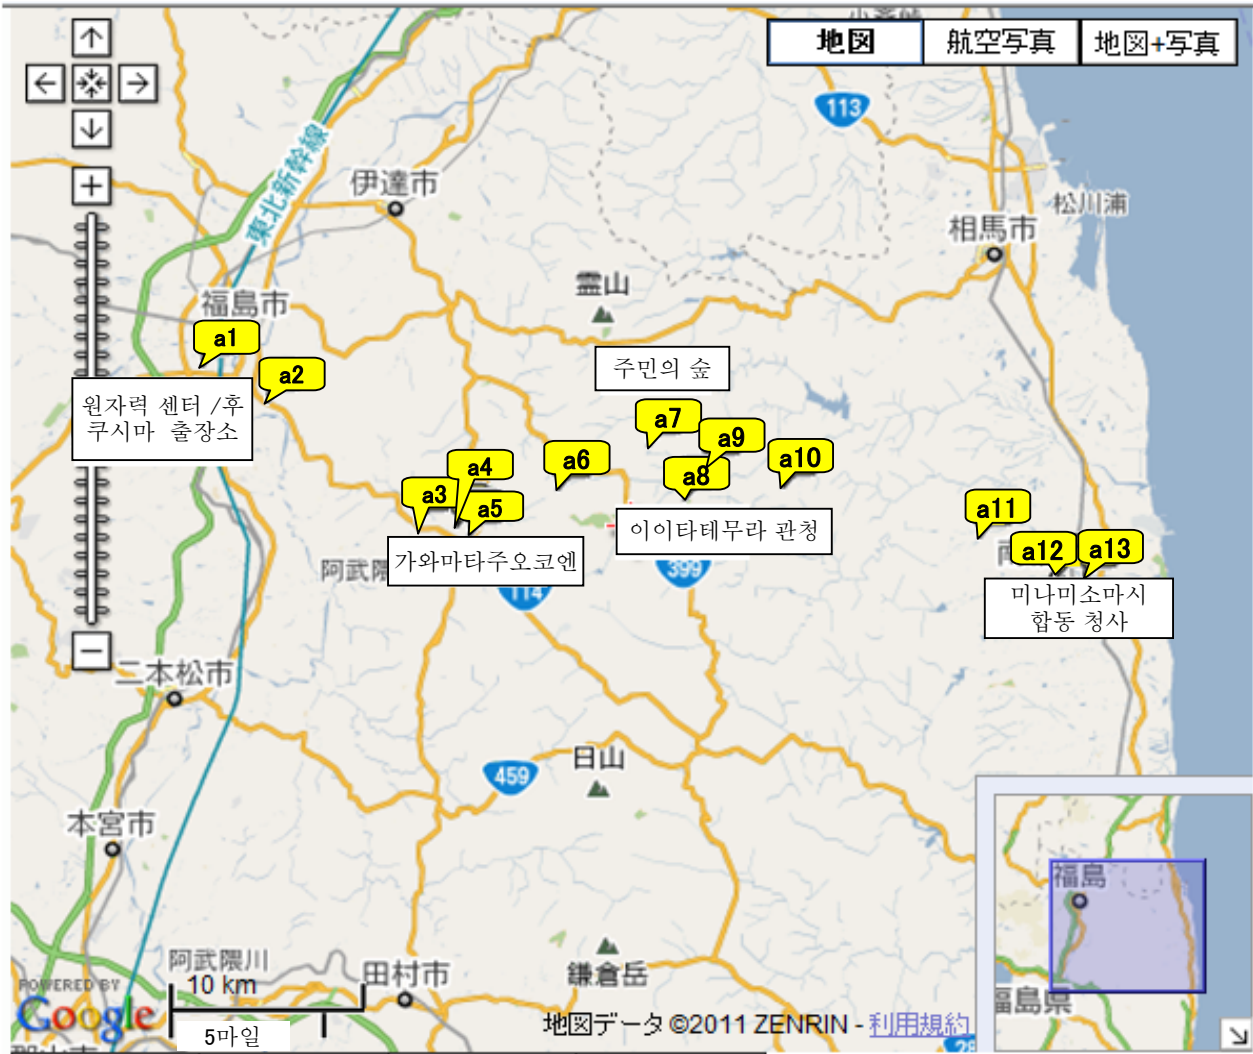 地図
航空写真
地図+写真
113
東北新幹線
伊達市
松川浦
相馬市
霊山
福島市
a1
a2
주민의 숲
원자력 센터 /후
쿠시마 출장소
a7
a9
a4
a6
a8
a10
a3
a5
a11
이이타테무라 관청
a12
a13
가와마타주오코엔
阿武隈
399
114
미나미소마시
합동 청사
二本松市
日山
459
本宮市
福島
阿武隈川
10 km
田村市
鎌倉岳
福島県
POWERED BY
Google
5마일
地図データ ©2011 ZENRIN - 利用規約